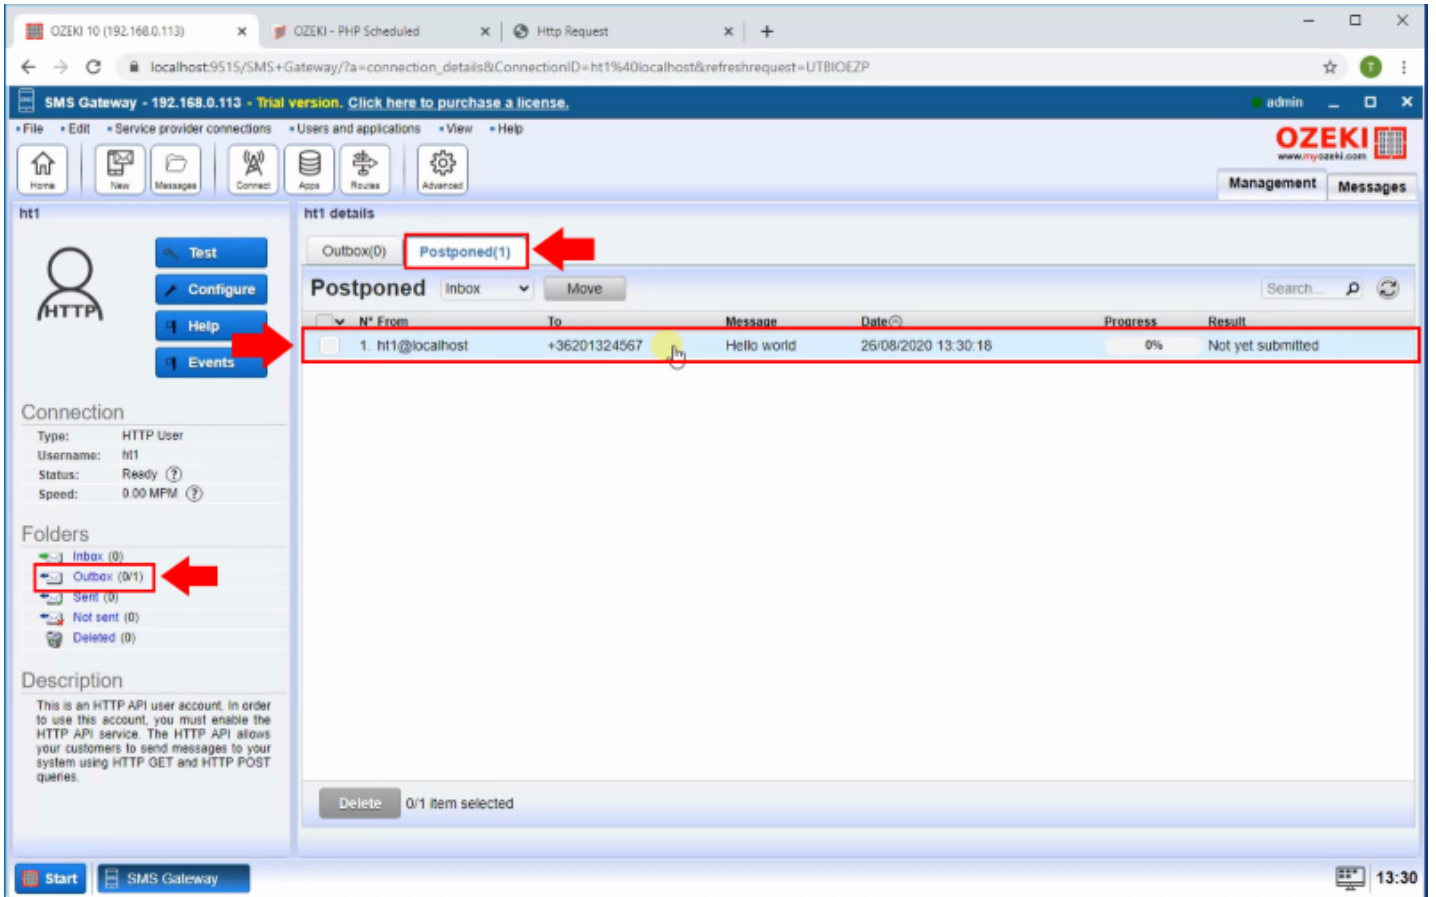 OZEKI 10 (192.168.0.113)
OZEKI - PHP Scheduled
Http Request
localhost:9515/SMS+Gateway/?a=connection_details&ConnectionID=ht1%40localhost&refreshrequest=UTBIOEZP
T
SMS Gateway - 192.168.0.113 - Trial version. Click here to purchase a license.
admin
File Edit Service provider connections Users and applications View Help
OZEKI
www.myozeki.com
Home New Messages Connect Apps Routes Advanced
Management Messages
ht1
HTTP
Test
Configure
Help
Events
Connection
Type: HTTP User
Username: ht1
Status: Ready ?
Speed: 0.00 MPM ?
Folders
Inbox (0)
Outbox (0/1)
Sent (0)
Not sent (0)
Deleted (0)
Description
This is an HTTP API user account. In order
to use this account, you must enable the
HTTP API service. The HTTP API allows
your customers to send messages to your
system using HTTP GET and HTTP POST
queries.
ht1 details
Outbox(0) Postponed(1)
Postponed Inbox Move Search...
N° From To Message Date Progress Result
1. ht1@localhost +36201324567 Hello world 26/08/2020 13:30:18 0% Not yet submitted
Delete 0/1 item selected
Start SMS Gateway 13:30